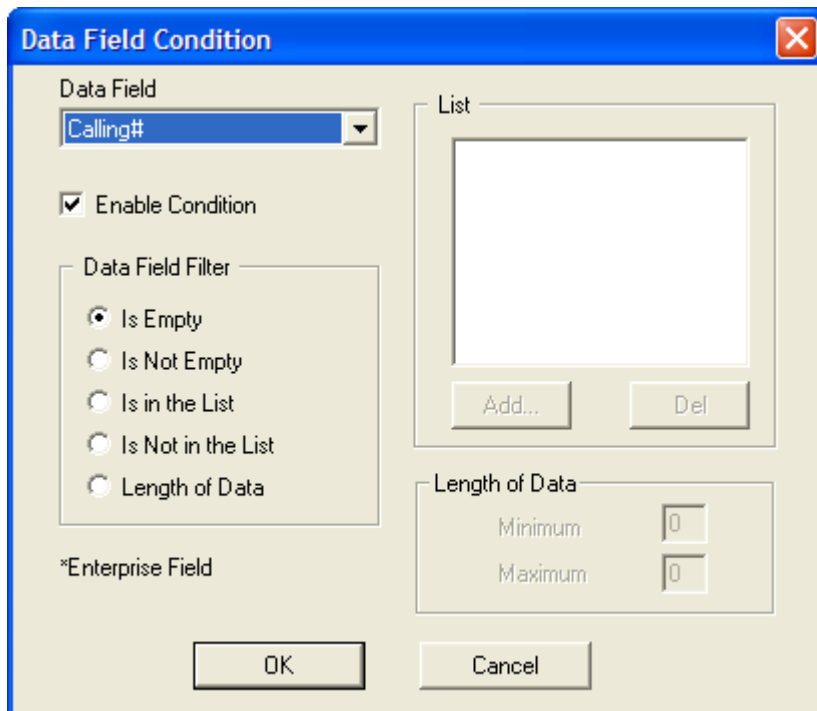 Data Field Condition
Data Field
Calling#
Enable Condition
Data Field Filter
Is Empty
Is Not Empty
Is in the List
Is Not in the List
Length of Data
*Enterprise Field
List
Add...
Del
Length of Data
Minimum 0
Maximum 0
OK
Cancel